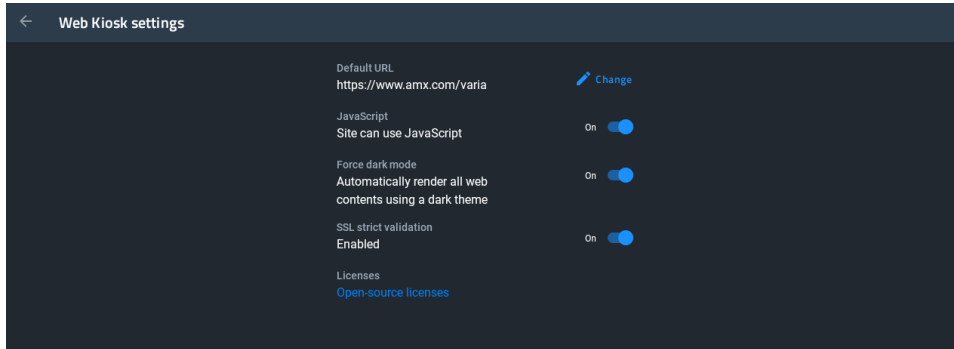 Web Kiosk settings
Default URL
https://www.amx.com/varia
Change
JavaScript
Site can use JavaScript
On
Force dark mode
Automatically render all web
contents using a dark theme
On
SSL strict validation
Enabled
On
Licenses
Open-source licenses